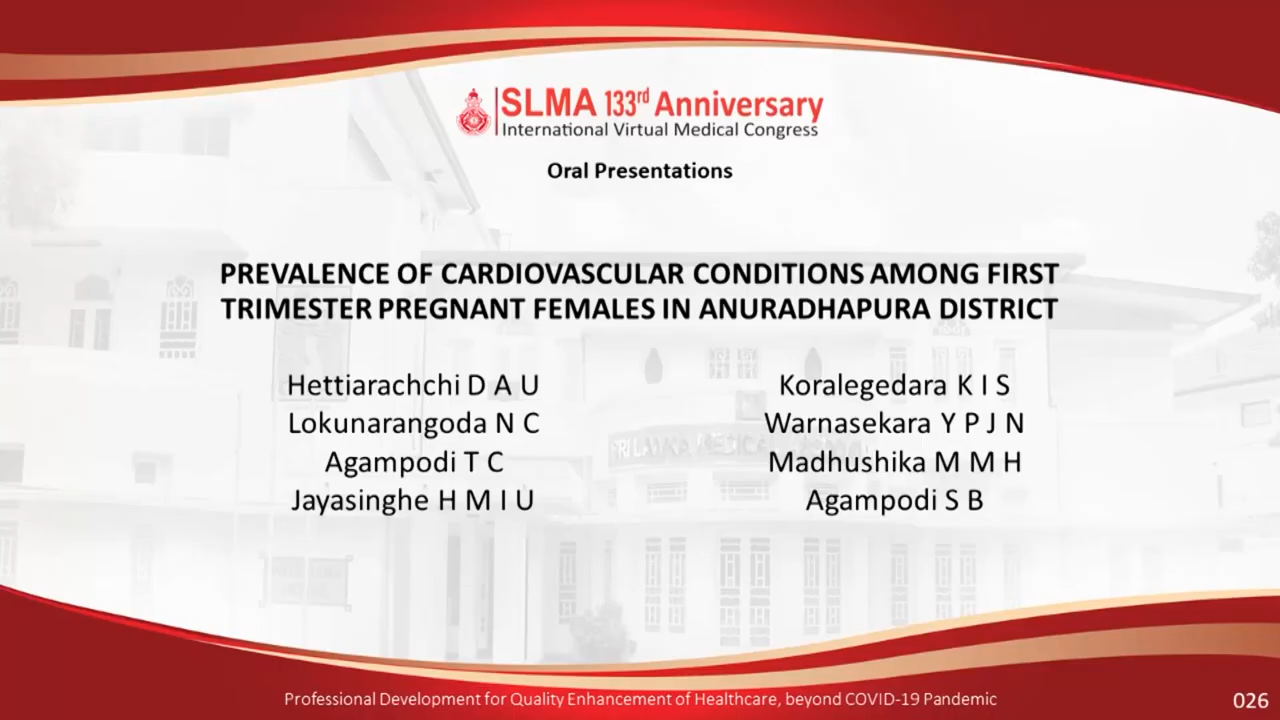 SLMA 133rd Anniversary
International Virtual Medical Congress
Oral Presentations
PREVALENCE OF CARDIOVASCULAR CONDITIONS AMONG FIRST
TRIMESTER PREGNANT FEMALES IN ANURADHAPURA DISTRICT
Hettiarachchi D A U
Lokunarangoda N C
Agampodi T C
Jayasinghe H M I U
Koralegedara K I S
Warnasekara Y P J N
Madhushika M M H
Agampodi S B
Professional Development for Quality Enhancement of Healthcare, beyond COVID-19 Pandemic
026